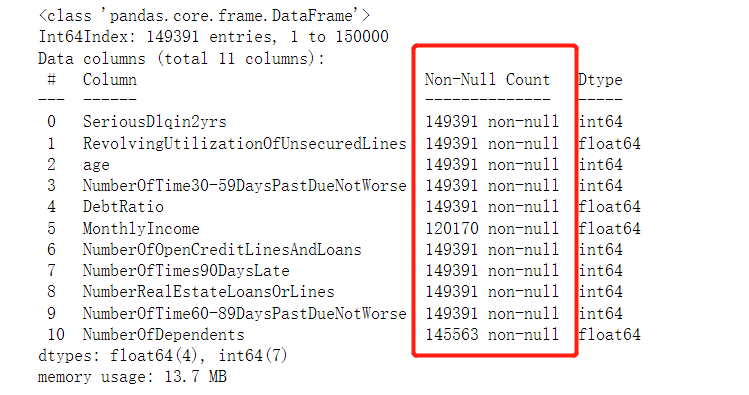 <class 'pandas.core.frame.DataFrame'>
Int64Index: 149391 entries, 1 to 150000
Data columns (total 11 columns):
 #   Column                                Non-Null Count   Dtype
---  ------                                --------------   -----
 0   SeriousDlqin2yrs                      149391 non-null  int64
 1   RevolvingUtilizationOfUnsecuredLines  149391 non-null  float64
 2   age                                   149391 non-null  int64
 3   NumberOfTime30-59DaysPastDueNotWorse  149391 non-null  int64
 4   DebtRatio                             149391 non-null  float64
 5   MonthlyIncome                         120170 non-null  float64
 6   NumberOfOpenCreditLinesAndLoans       149391 non-null  int64
 7   NumberOfTimes90DaysLate               149391 non-null  int64
 8   NumberRealEstateLoansOrLines          149391 non-null  int64
 9   NumberOfTime60-89DaysPastDueNotWorse  149391 non-null  int64
 10  NumberOfDependents                    145563 non-null  float64
dtypes: float64(4), int64(7)
memory usage: 13.7 MB